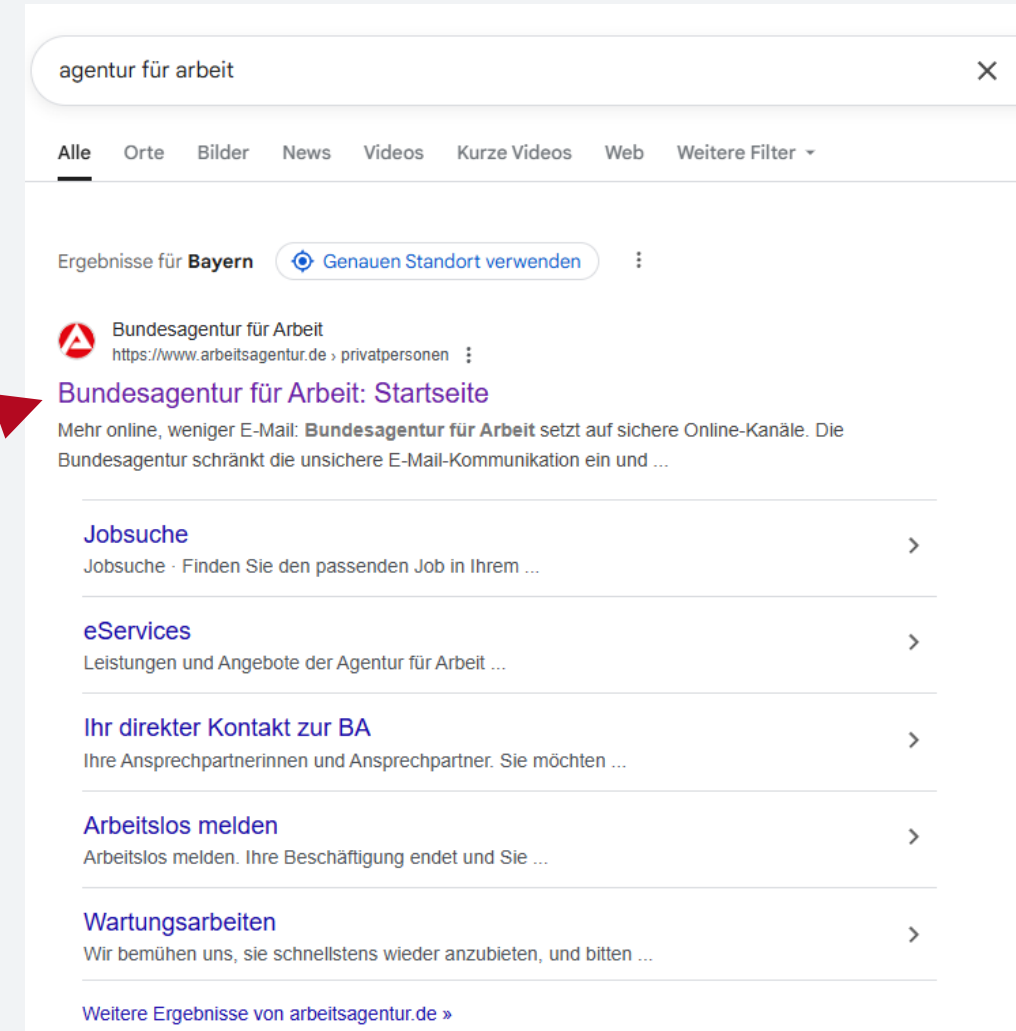 agentur für arbeit
Alle Orte Bilder News Videos Kurze Videos Web Weitere Filter
Ergebnisse für Bayern Genauen Standort verwenden
Bundesagentur für Arbeit
https://www.arbeitsagentur.de › privatpersonen
Bundesagentur für Arbeit: Startseite
Mehr online, weniger E-Mail: Bundesagentur für Arbeit setzt auf sichere Online-Kanäle. Die
Bundesagentur schränkt die unsichere E-Mail-Kommunikation ein und ...
Jobsuche
Jobsuche · Finden Sie den passenden Job in Ihrem ...
eServices
Leistungen und Angebote der Agentur für Arbeit ...
Ihr direkter Kontakt zur BA
Ihre Ansprechpartnerinnen und Ansprechpartner. Sie möchten ...
Arbeitslos melden
Arbeitslos melden. Ihre Beschäftigung endet und Sie ...
Wartungsarbeiten
Wir bemühen uns, sie schnellstens wieder anzubieten, und bitten ...
Weitere Ergebnisse von arbeitsagentur.de »